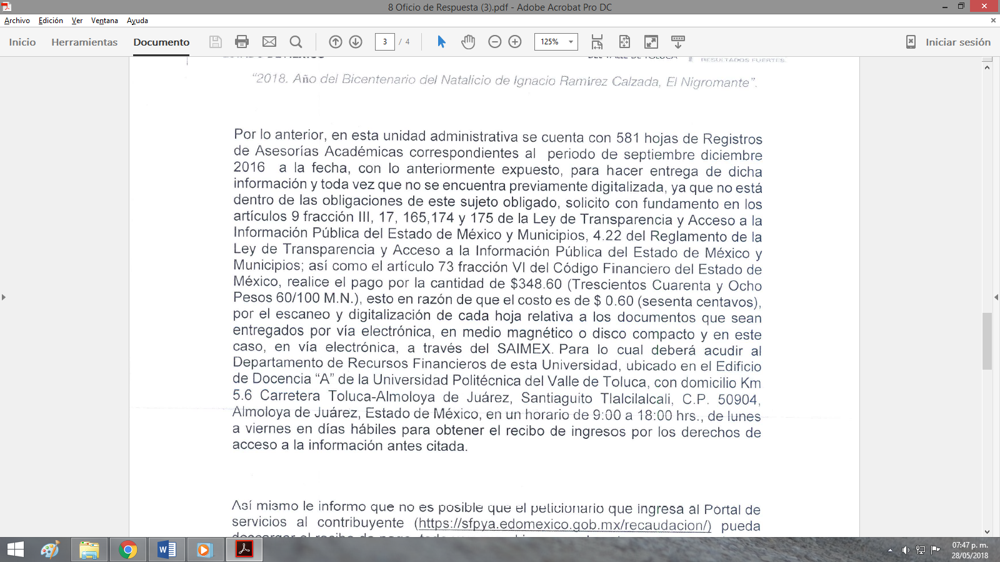 8 Oficio de Respuesta (3).pdf - Adobe Acrobat Pro DC
Archivo Edición Ver Ventana Ayuda
Inicio Herramientas Documento 3 / 4 125% Iniciar sesión
ESTADO DE MÉXICO DEL VALLE DE TOLUCA RESULTADOS FUERTES.
“2018. Año del Bicentenario del Natalicio de Ignacio Ramírez Calzada, El Nigromante”.
Por lo anterior, en esta unidad administrativa se cuenta con 581 hojas de Registros
de Asesorías Académicas correspondientes al periodo de septiembre diciembre
2016 a la fecha, con lo anteriormente expuesto, para hacer entrega de dicha
información y toda vez que no se encuentra previamente digitalizada, ya que no está
dentro de las obligaciones de este sujeto obligado, solicito con fundamento en los
artículos 9 fracción III, 17, 165,174 y 175 de la Ley de Transparencia y Acceso a la
Información Pública del Estado de México y Municipios, 4.22 del Reglamento de la
Ley de Transparencia y Acceso a la Información Pública del Estado de México y
Municipios; así como el artículo 73 fracción VI del Código Financiero del Estado de
México, realice el pago por la cantidad de $348.60 (Trescientos Cuarenta y Ocho
Pesos 60/100 M.N.), esto en razón de que el costo es de $ 0.60 (sesenta centavos),
por el escaneo y digitalización de cada hoja relativa a los documentos que sean
entregados por vía electrónica, en medio magnético o disco compacto y en este
caso, en vía electrónica, a través del SAIMEX. Para lo cual deberá acudir al
Departamento de Recursos Financieros de esta Universidad, ubicado en el Edificio
de Docencia “A” de la Universidad Politécnica del Valle de Toluca, con domicilio Km
5.6 Carretera Toluca-Almoloya de Juárez, Santiaguito Tlalcilalcali, C.P. 50904,
Almoloya de Juárez, Estado de México, en un horario de 9:00 a 18:00 hrs., de lunes
a viernes en días hábiles para obtener el recibo de ingresos por los derechos de
acceso a la información antes citada.
Así mismo le informo que no es posible que el peticionario que ingresa al Portal de
servicios al contribuyente (https://sfpya.edomexico.gob.mx/recaudacion/) pueda
descargar el recibo de pago
07:47 p. m.
28/05/2018